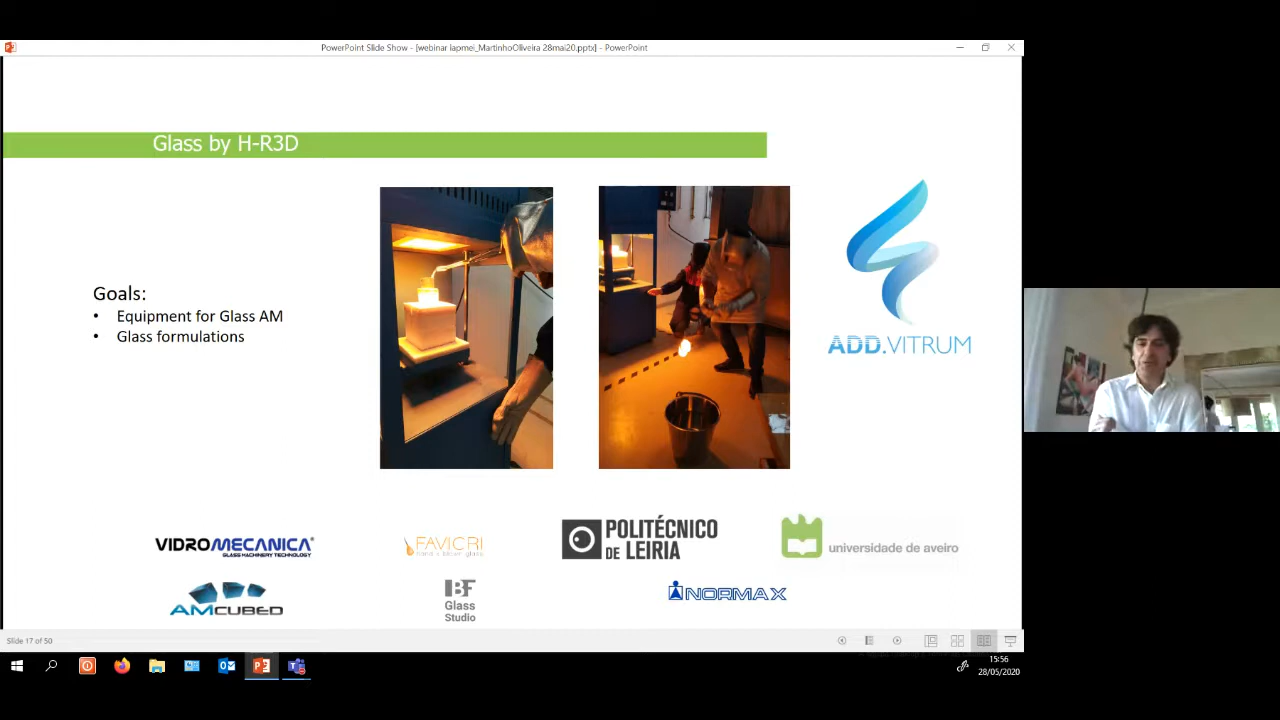 PowerPoint Slide Show - [webinar Iapmei_MartinhoOliveira 28mai20.pptx] - PowerPoint
Glass by H-R3D
Goals:
• Equipment for Glass AM
• Glass formulations
ADD.VITRUM
VIDROMECANICA
GLASS MACHINERY TECHNOLOGY
FAVICRI
POLITÉCNICO
DE LEIRIA
universidade de aveiro
AMCUBED
IBF
Glass
Studio
NORMAX
Slide 17 of 50
15:56
28/05/2020